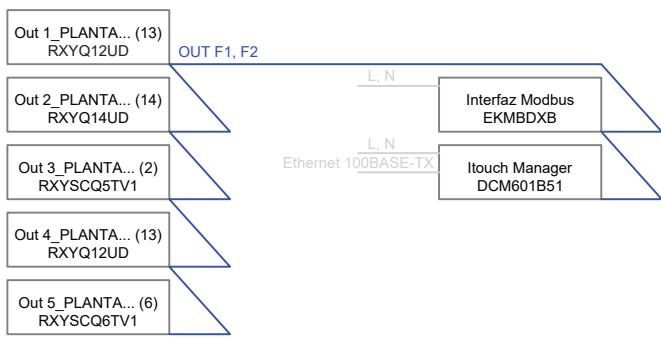 Out 1_PLANTA... (13)
RXYQ12UD
OUT F1, F2
L, N
Out 2_PLANTA... (14)
RXYQ14UD
Interfaz Modbus
EKMBDXB
L, N
Ethernet 100BASE-TX
Out 3_PLANTA... (2)
RXYSCQ5TV1
Itouch Manager
DCM601B51
Out 4_PLANTA... (13)
RXYQ12UD
Out 5_PLANTA... (6)
RXYSCQ6TV1